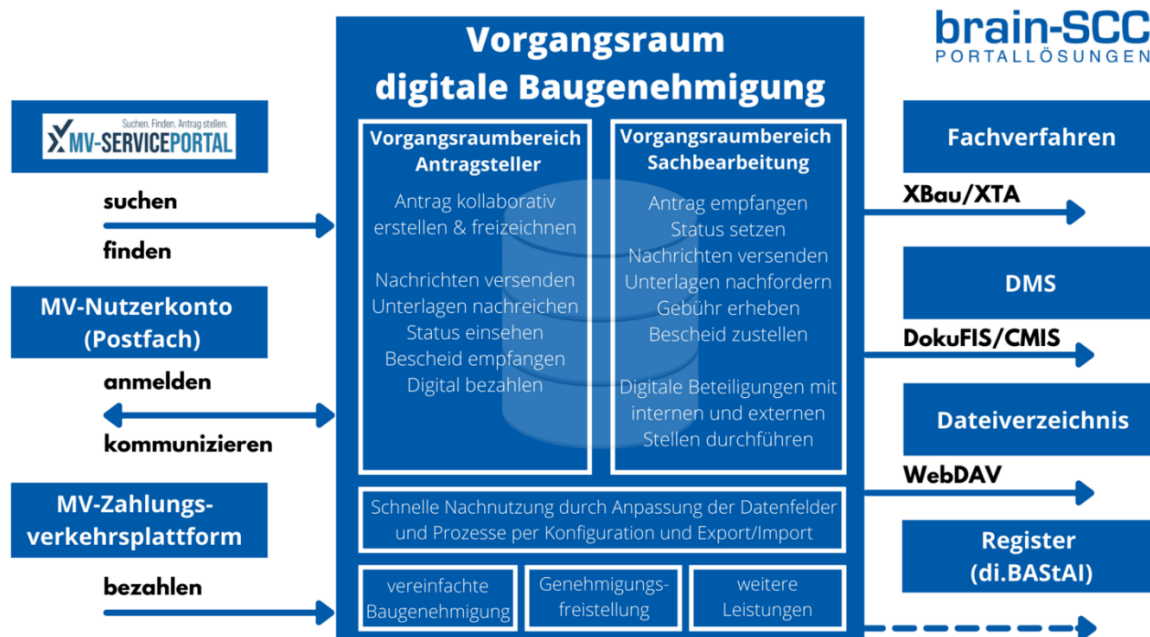 Vorgangsraum
digitale Baugenehmigung
brain-SCC
PORTALLÖSUNGEN
Suchen. Finden. Antrag stellen.
MV-SERVICEPORTAL
suchen
finden
MV-Nutzerkonto
(Postfach)
anmelden
kommunizieren
MV-Zahlungs-
verkehrsplattform
bezahlen
Vorgangsraumbereich
Antragsteller
Antrag kollaborativ
erstellen & freizeichnen
Nachrichten versenden
Unterlagen nachreichen
Status einsehen
Bescheid empfangen
Digital bezahlen
Vorgangsraumbereich
Sachbearbeitung
Antrag empfangen
Status setzen
Nachrichten versenden
Unterlagen nachfordern
Gebühr erheben
Bescheid zustellen
Digitale Beteiligungen mit
internen und externen
Stellen durchführen
Schnelle Nachnutzung durch Anpassung der Datenfelder
und Prozesse per Konfiguration und Export/Import
vereinfachte
Baugenehmigung
Genehmigungs-
freistellung
weitere
Leistungen
Fachverfahren
XBau/XTA
DMS
DokuFIS/CMIS
Dateiverzeichnis
WebDAV
Register
(di.BAStAI)